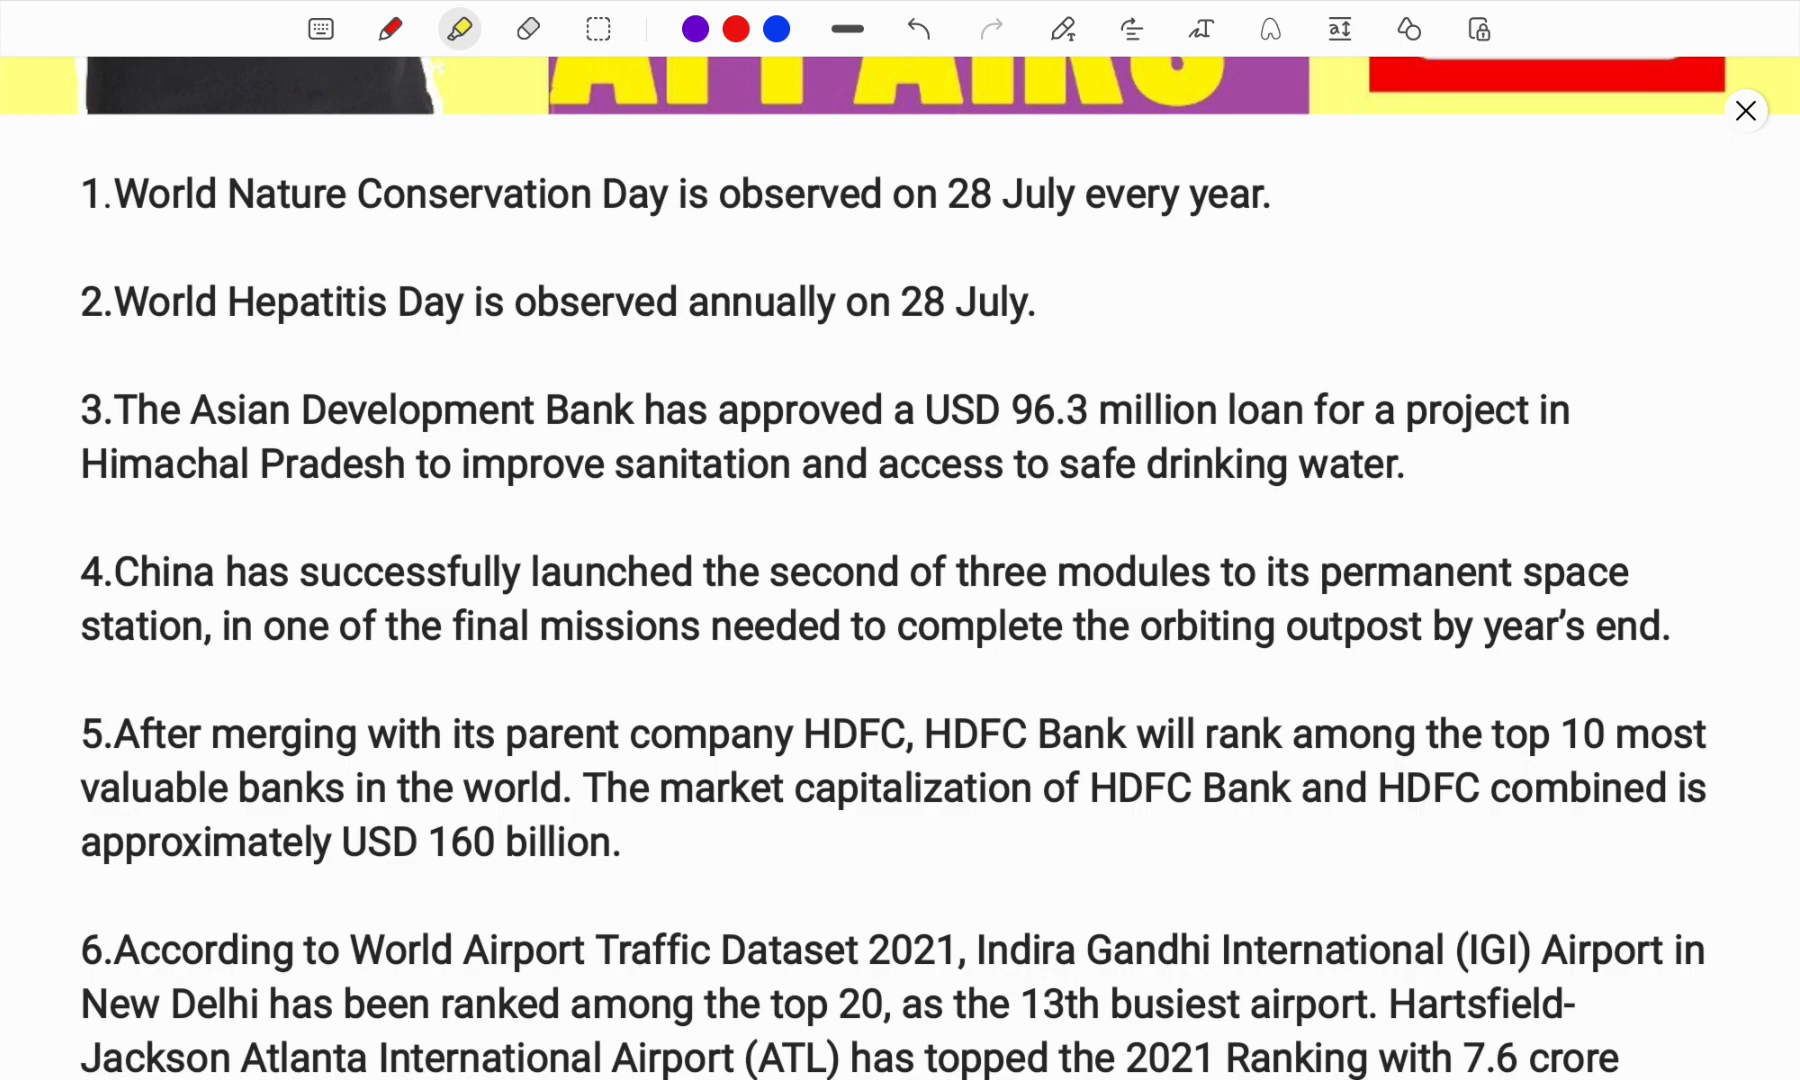 AFFAIRS
1.World Nature Conservation Day is observed on 28 July every year.
2.World Hepatitis Day is observed annually on 28 July.
3.The Asian Development Bank has approved a USD 96.3 million loan for a project in
Himachal Pradesh to improve sanitation and access to safe drinking water.
4.China has successfully launched the second of three modules to its permanent space
station, in one of the final missions needed to complete the orbiting outpost by year’s end.
5.After merging with its parent company HDFC, HDFC Bank will rank among the top 10 most
valuable banks in the world. The market capitalization of HDFC Bank and HDFC combined is
approximately USD 160 billion.
6.According to World Airport Traffic Dataset 2021, Indira Gandhi International (IGI) Airport in
New Delhi has been ranked among the top 20, as the 13th busiest airport. Hartsfield-
Jackson Atlanta International Airport (ATL) has topped the 2021 Ranking with 7.6 crore